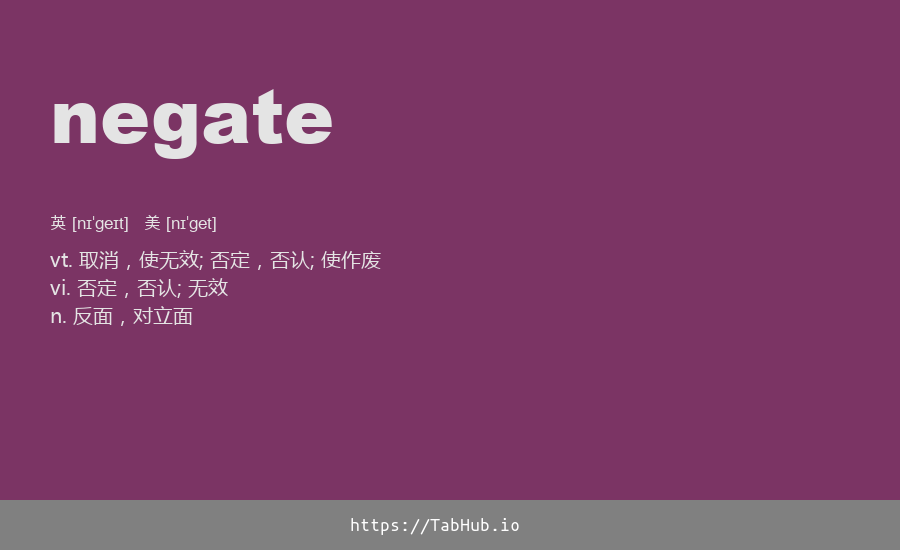 negate
英 [nɪˈgeɪt] 美 [nɪˈget]
vt. 取消，使无效; 否定，否认; 使作废
vi. 否定，否认; 无效
n. 反面，对立面
https://TabHub.io